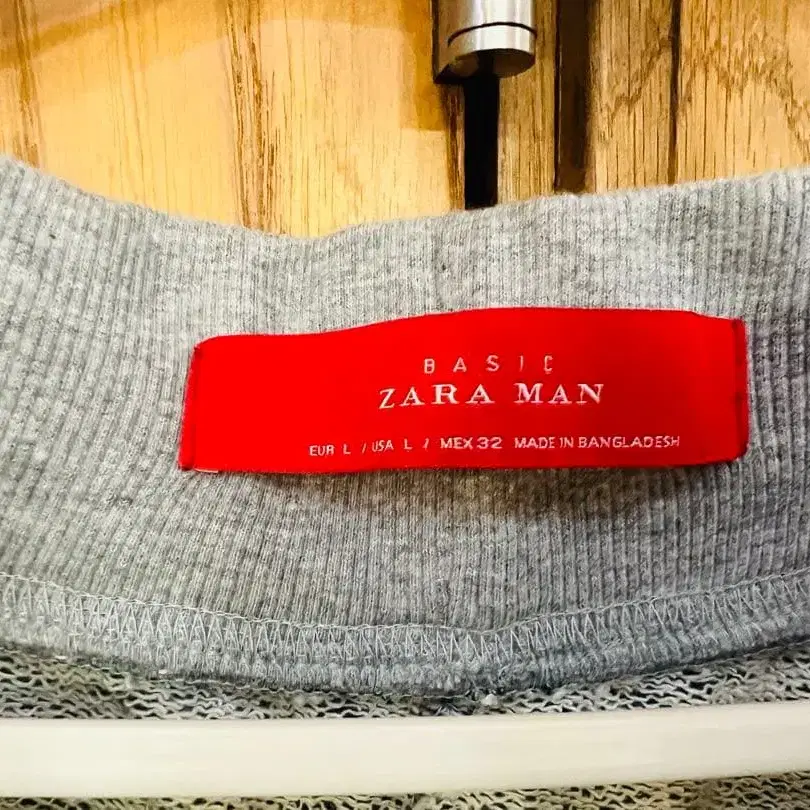 BASIC
ZARA MAN
EUR L / USA L / MEX 32 MADE IN BANGLADESH